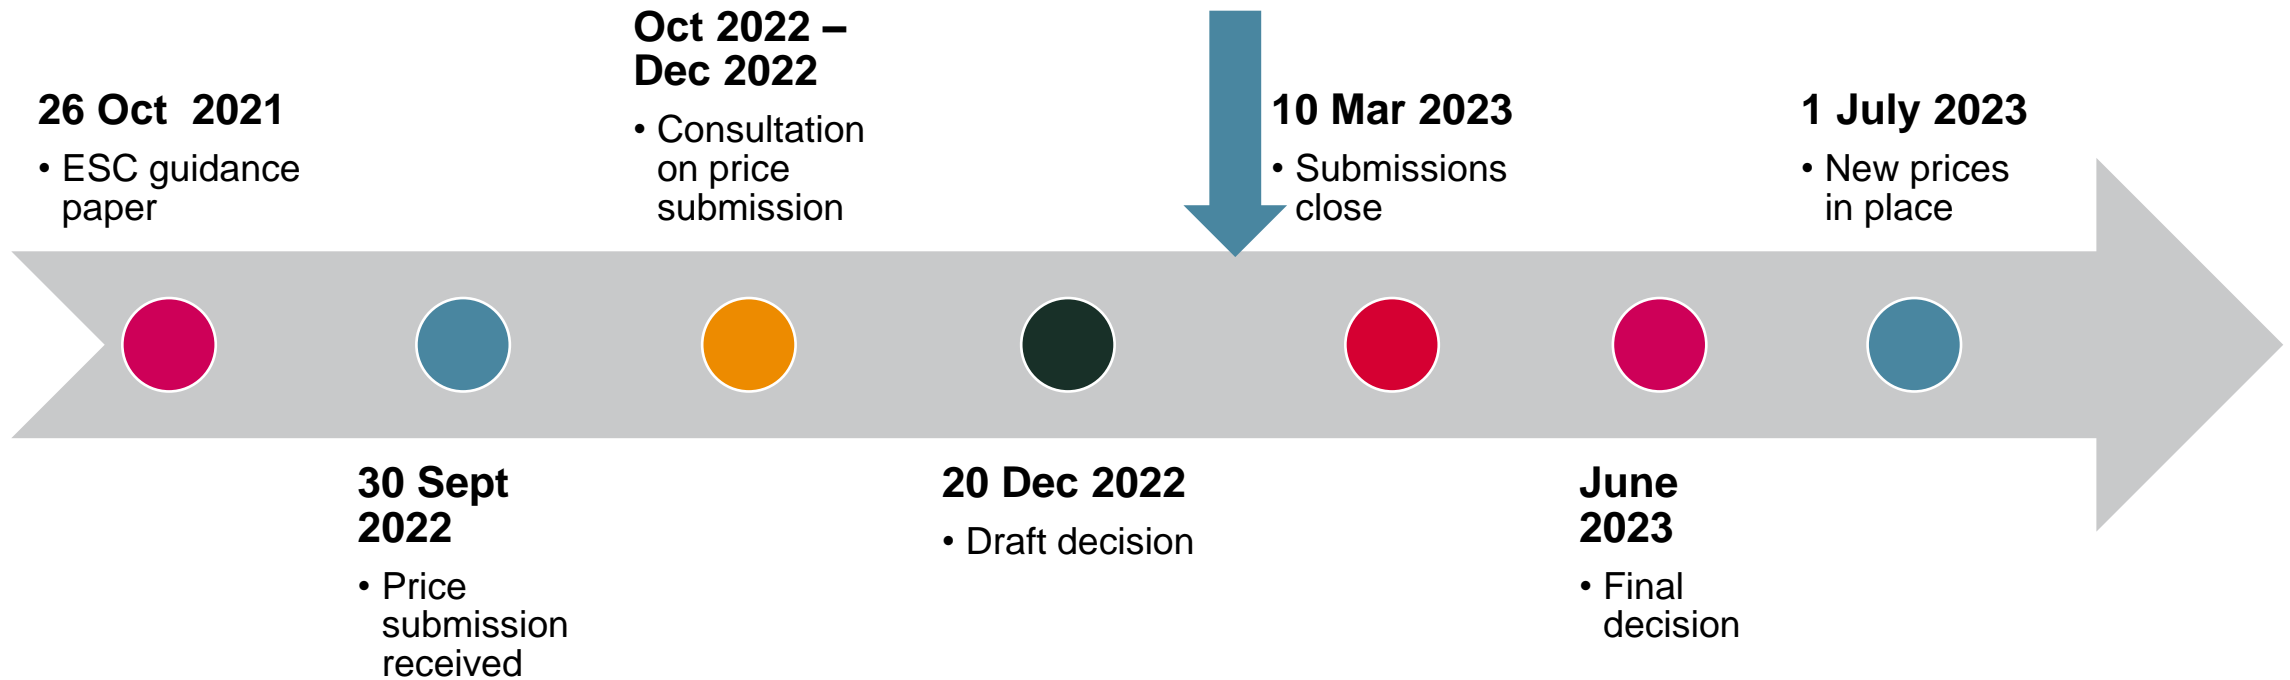 26 Oct  2021
• ESC guidance
paper
30 Sept
2022
• Price
submission
received
Oct 2022 –
Dec 2022
• Consultation
on price
submission
20 Dec 2022
• Draft decision
10 Mar 2023
• Submissions
close
June
2023
• Final
decision
1 July 2023
• New prices
in place